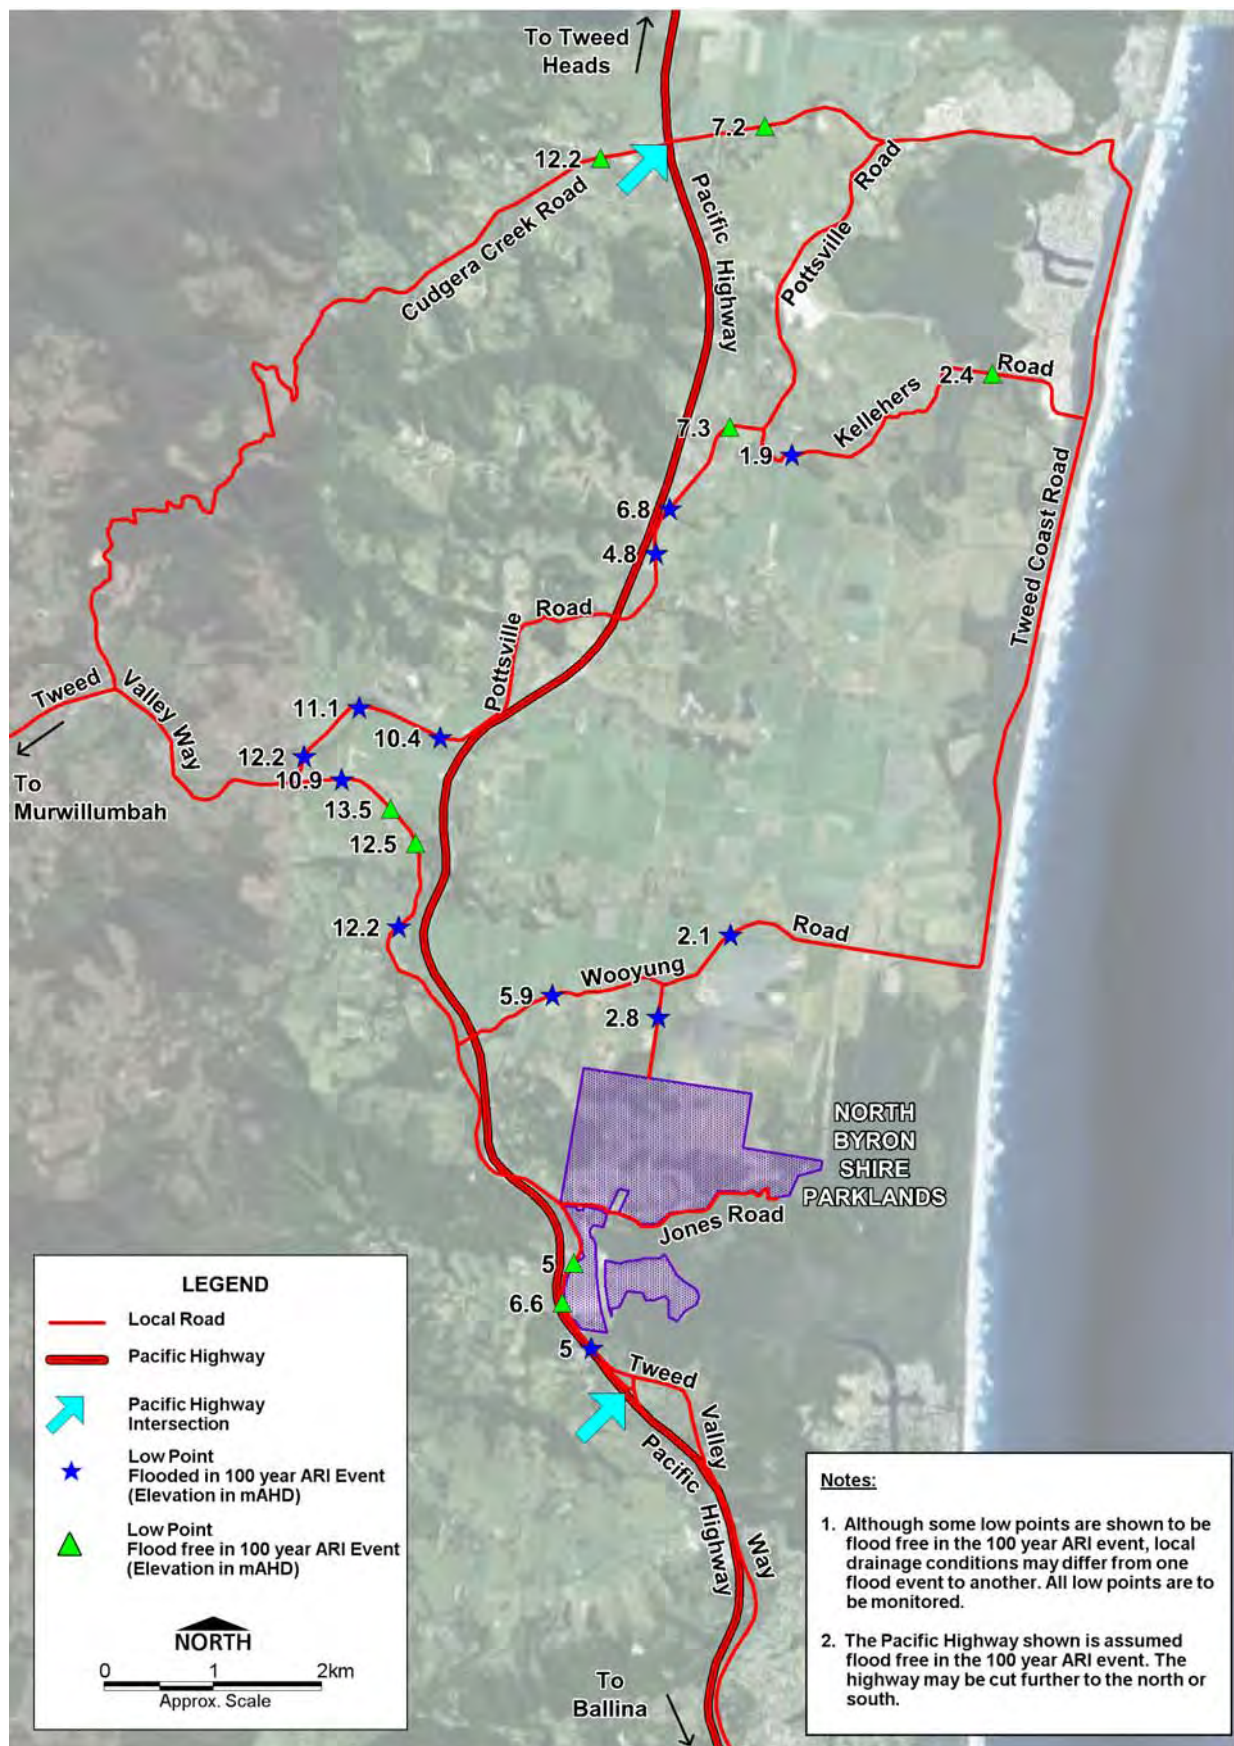 To Tweed
Heads
7.2
12.2
Cudgera Creek Road
Pacific Highway
Pottsville Road
2.4
Kellehers Road
7.3
1.9
6.8
4.8
Tweed Coast Road
Pottsville Road
Tweed Valley Way
11.1
10.4
12.2
10.9
To
Murwillumbah
13.5
12.5
12.2
2.1
Wooyung Road
5.9
2.8
NORTH
BYRON
SHIRE
PARKLANDS
Jones Road
5
6.6
5
Tweed Valley Way
Pacific Highway
To
Ballina
LEGEND
Local Road
Pacific Highway
Pacific Highway
Intersection
Low Point
Flooded in 100 year ARI Event
(Elevation in mAHD)
Low Point
Flood free in 100 year ARI Event
(Elevation in mAHD)
NORTH
0 1 2km
Approx. Scale
Notes:
1. Although some low points are shown to be
flood free in the 100 year ARI event, local
drainage conditions may differ from one
flood event to another. All low points are to
be monitored.
2. The Pacific Highway shown is assumed
flood free in the 100 year ARI event. The
highway may be cut further to the north or
south.